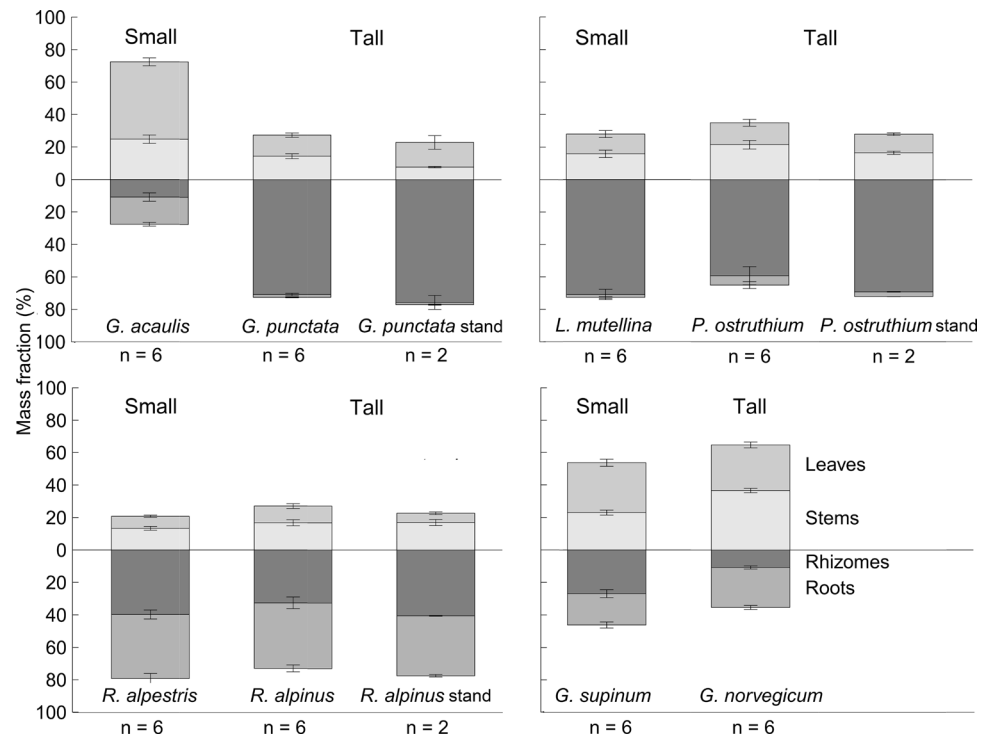 Mass fraction (%)
100
80
60
40
20
0
20
40
60
80
100
Small Tall
G. acaulis G. punctata G. punctata stand
n = 6 n = 6 n = 2
Small Tall
L. mutellina P. ostruthium P. ostruthium stand
n = 6 n = 6 n = 2
100
80
60
40
20
0
20
40
60
80
100
Small Tall
R. alpestris R. alpinus R. alpinus stand
n = 6 n = 6 n = 2
Small Tall
Leaves
Stems
Rhizomes
Roots
G. supinum G. norvegicum
n = 6 n = 6